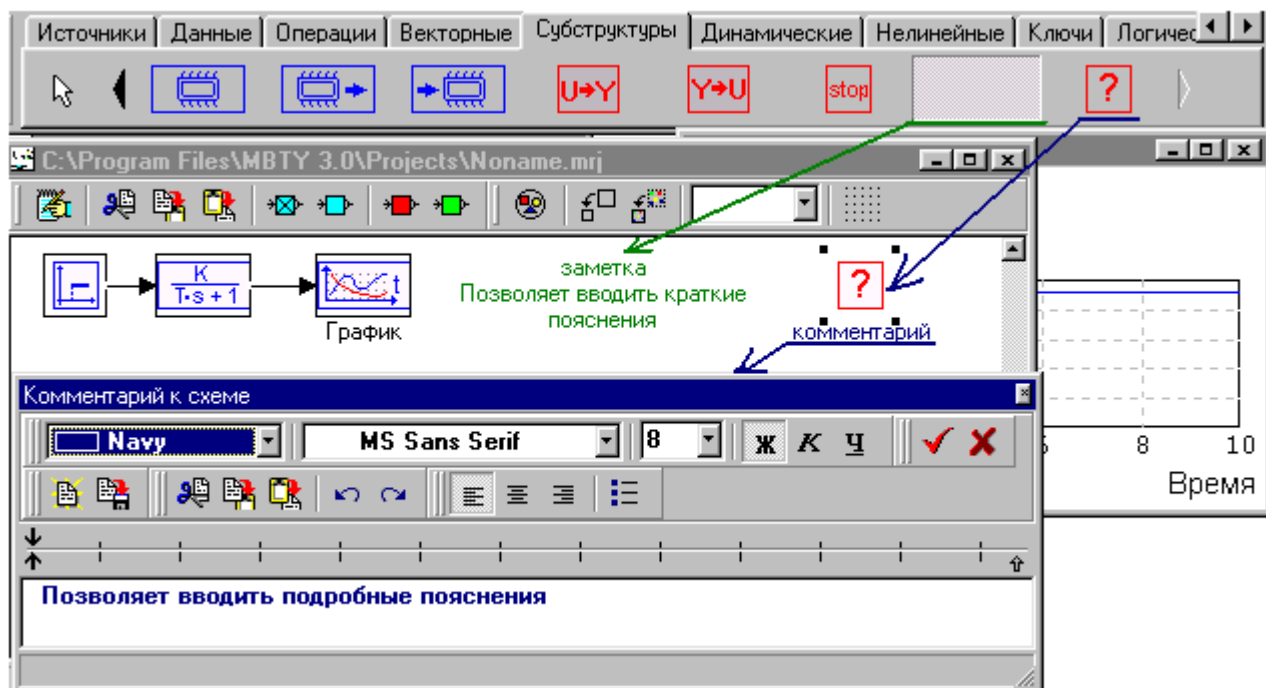 Источники Данные Операции Векторные Субструктуры Динамические Нелинейные Ключи Логичес
U→Y Y→U stop ?
C:\Program Files\MBTY 3.0\Projects\Noname.mrj
K
T·s + 1
t
График
заметка
Позволяет вводить краткие
пояснения
?
комментарий
8 10
Время
Комментарий к схеме
Navy MS Sans Serif 8 Ж К Ч
Позволяет вводить подробные пояснения